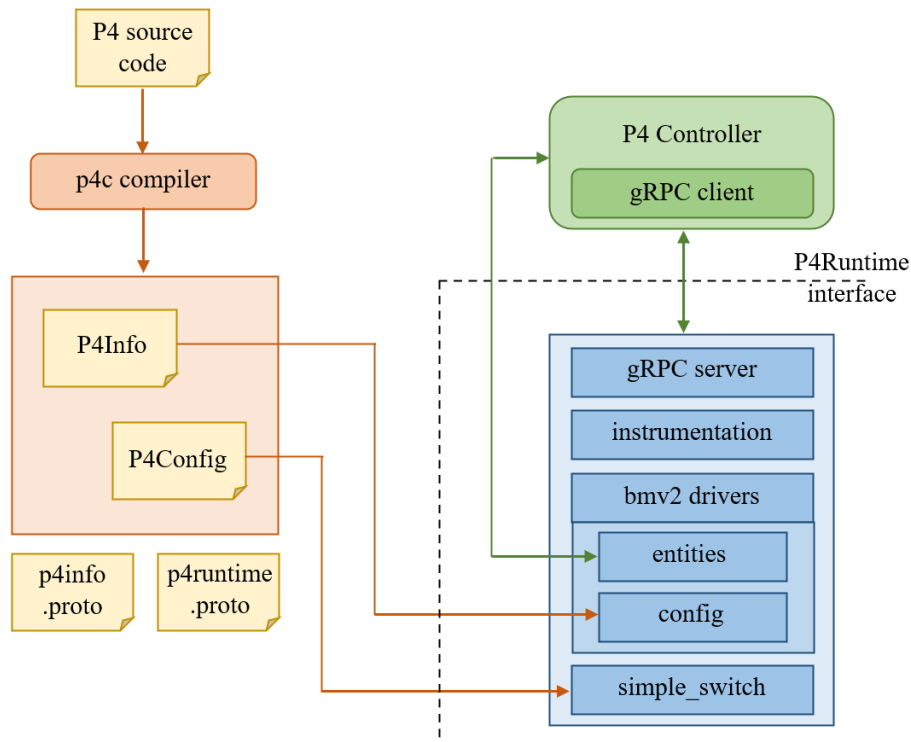 P4 source
code
p4c compiler
P4Info
P4Config
p4info
.proto
p4runtime
.proto
P4 Controller
gRPC client
P4Runtime
interface
gRPC server
instrumentation
bmv2 drivers
entities
config
simple_switch